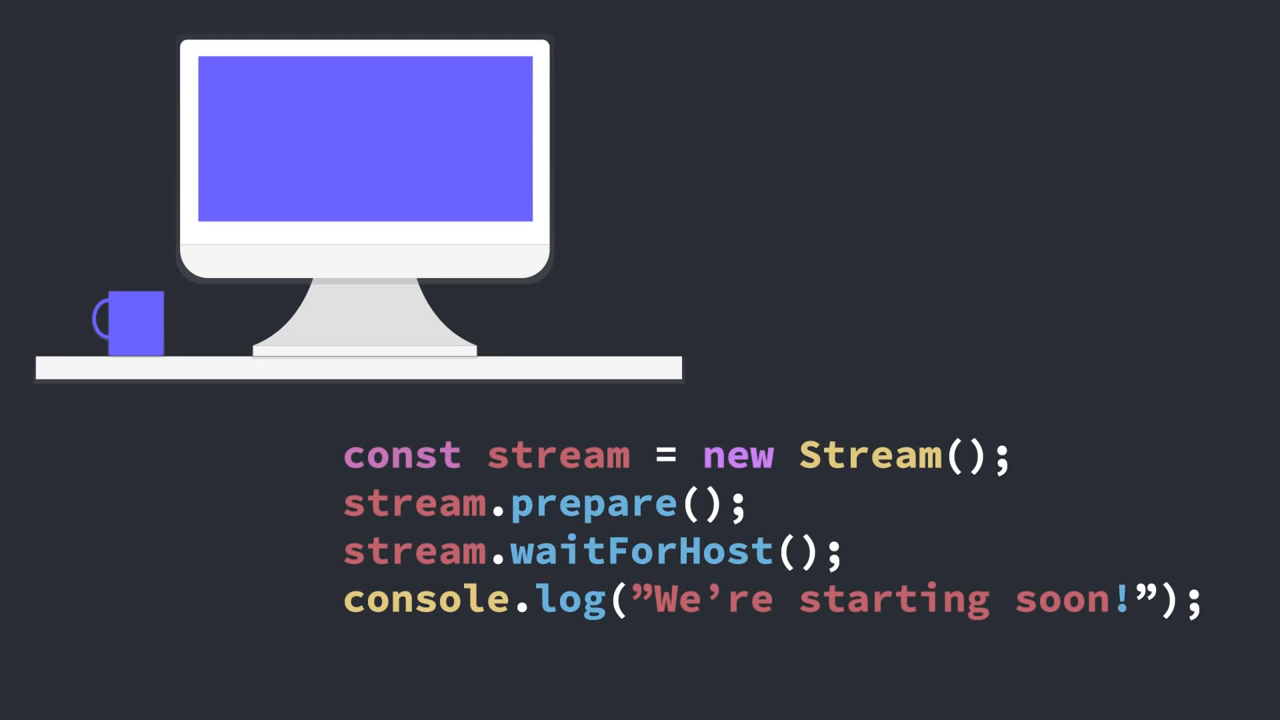 const stream = new Stream();
stream.prepare();
stream.waitForHost();
console.log(”We’re starting soon!”);